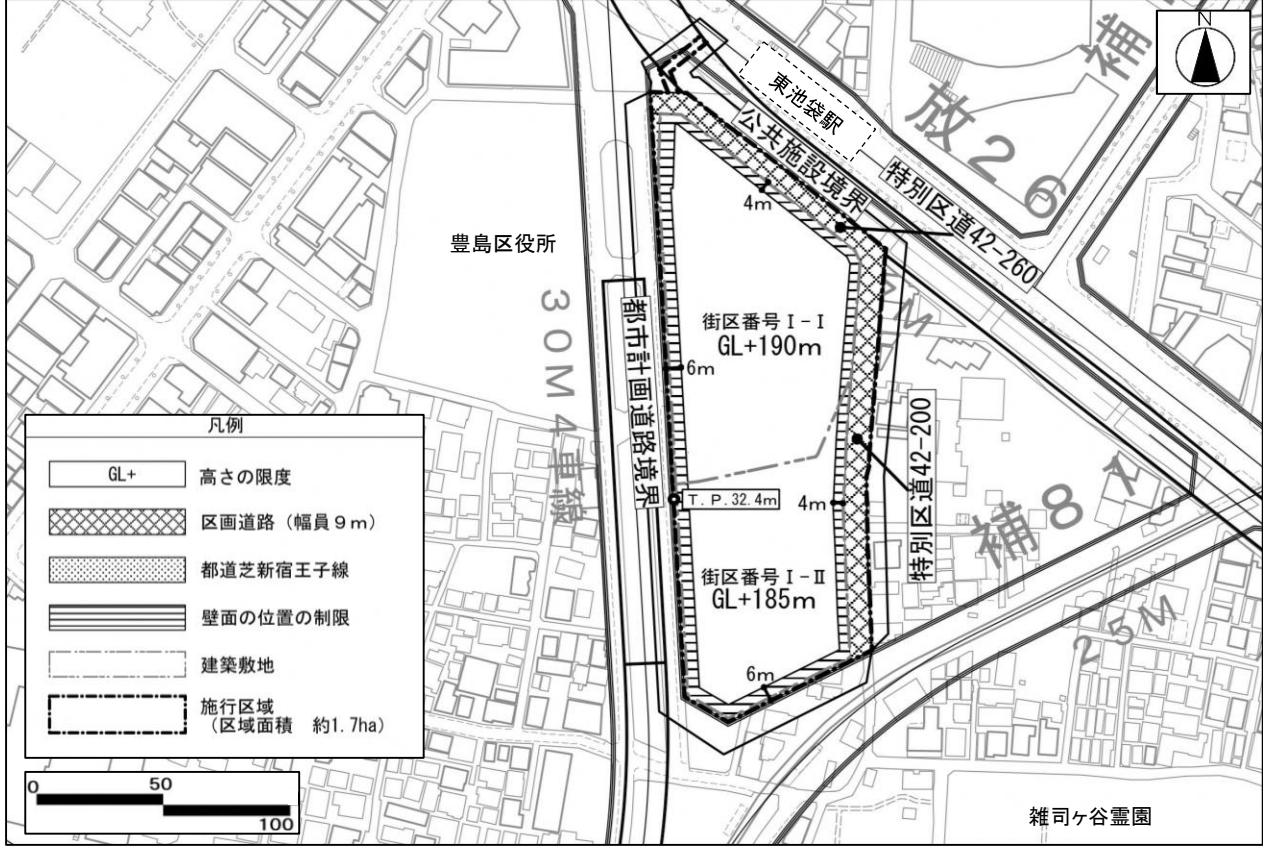 N
補
放26
東池袋駅
公共施設境界
特別区道42-260
4m
豊島区役所
30M4車線
都市計画道路境界
街区番号Ⅰ-Ⅰ
GL+190m
6m
T.P.32.4m
4m
特別区道42-200
補8
25M
街区番号Ⅰ-Ⅱ
GL+185m
6m
雑司ヶ谷霊園
凡例
GL+ 高さの限度
区画道路（幅員９ｍ）
都道芝新宿王子線
壁面の位置の制限
建築敷地
施行区域
（区域面積　約1.7ha）
0 50
100